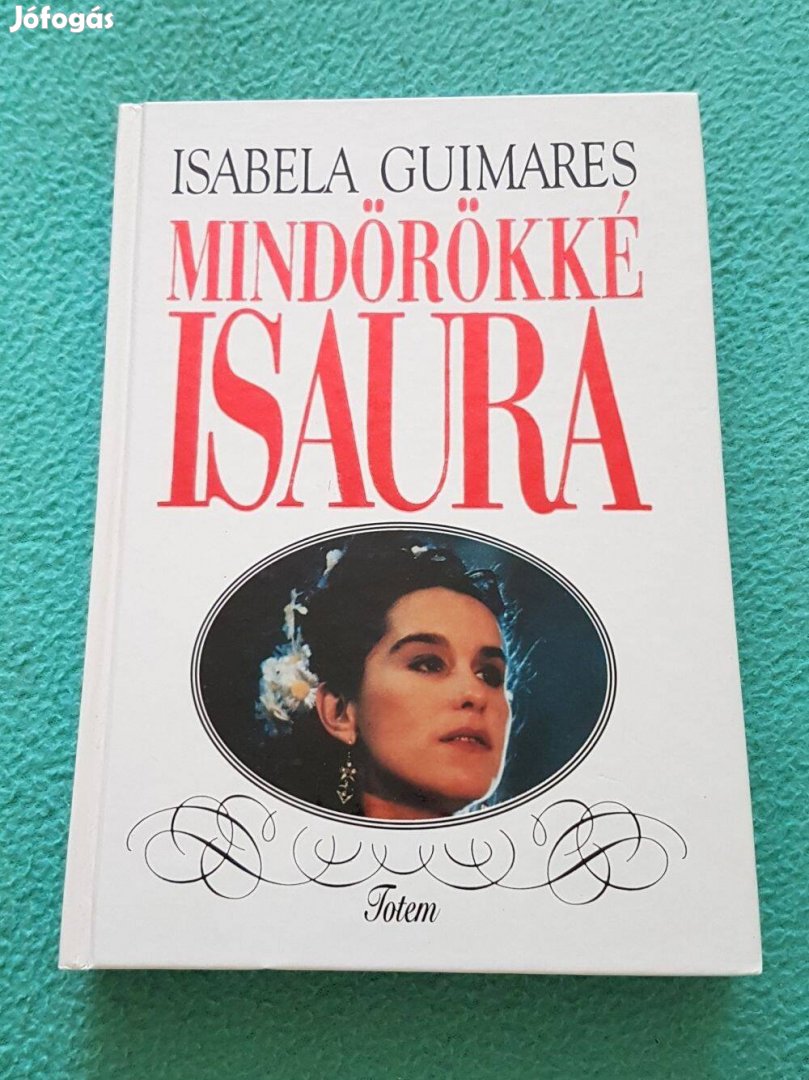 Jófogás
ISABELA GUIMARES
MINDÖRÖKKÉ
ISAURA
Totem